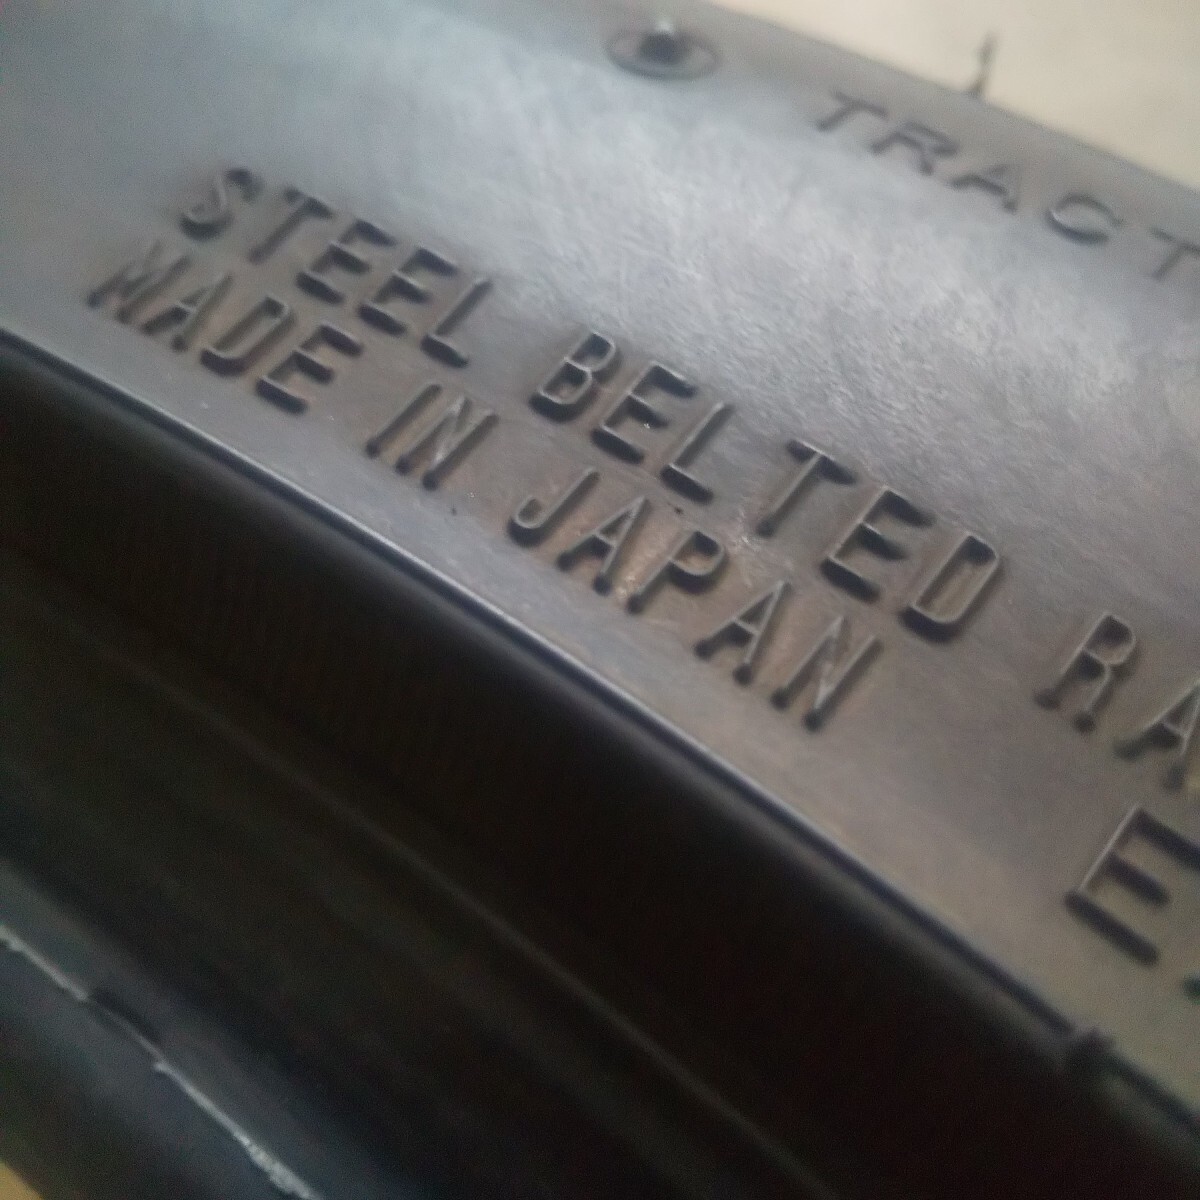 TRACT
STEEL BELTED RA
MADE IN JAPAN
E